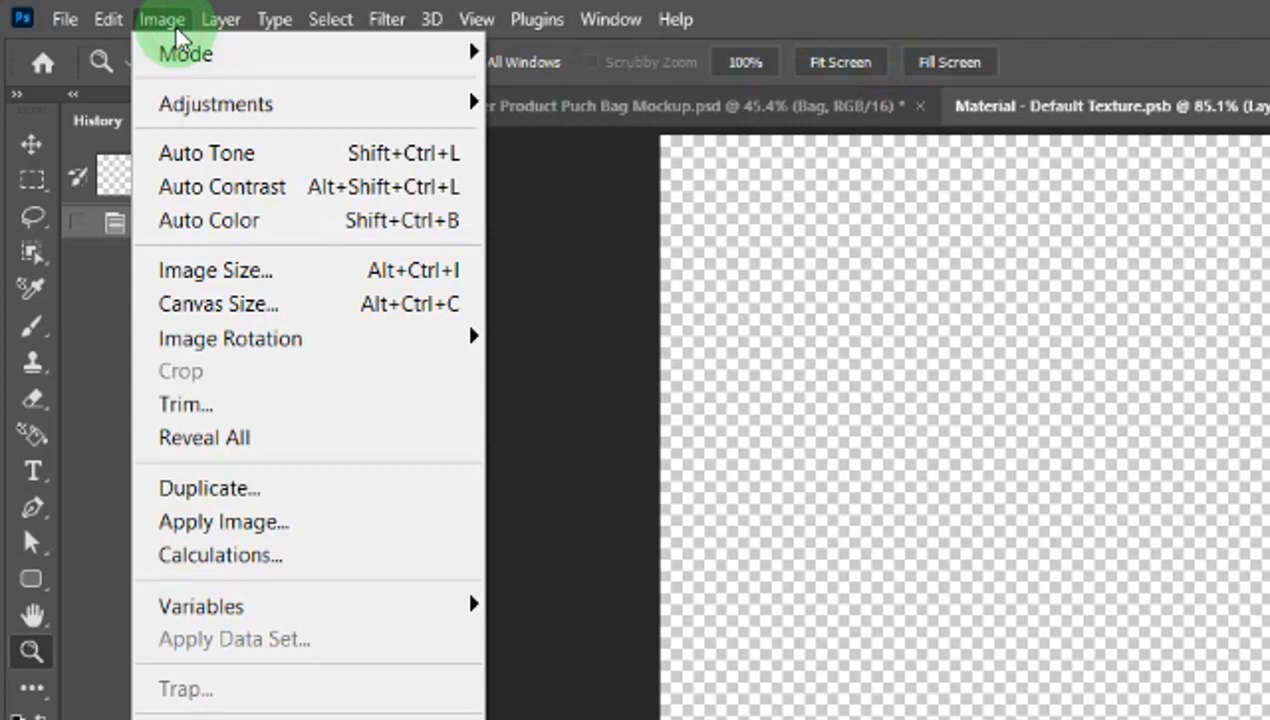 Ps File Edit Image Layer Type Select Filter 3D View Plugins Window Help
Mode
All Windows Scrubby Zoom 100% Fit Screen Fill Screen
Product Puch Bag Mockup.psd @ 45.4% (Bag, RGB/16) * × Material - Default Texture.psb @ 85.1%
History
Adjustments
Auto Tone Shift+Ctrl+L
Auto Contrast Alt+Shift+Ctrl+L
Auto Color Shift+Ctrl+B
Image Size... Alt+Ctrl+I
Canvas Size... Alt+Ctrl+C
Image Rotation
Crop
Trim...
Reveal All
Duplicate...
Apply Image...
Calculations...
Variables
Apply Data Set...
Trap...